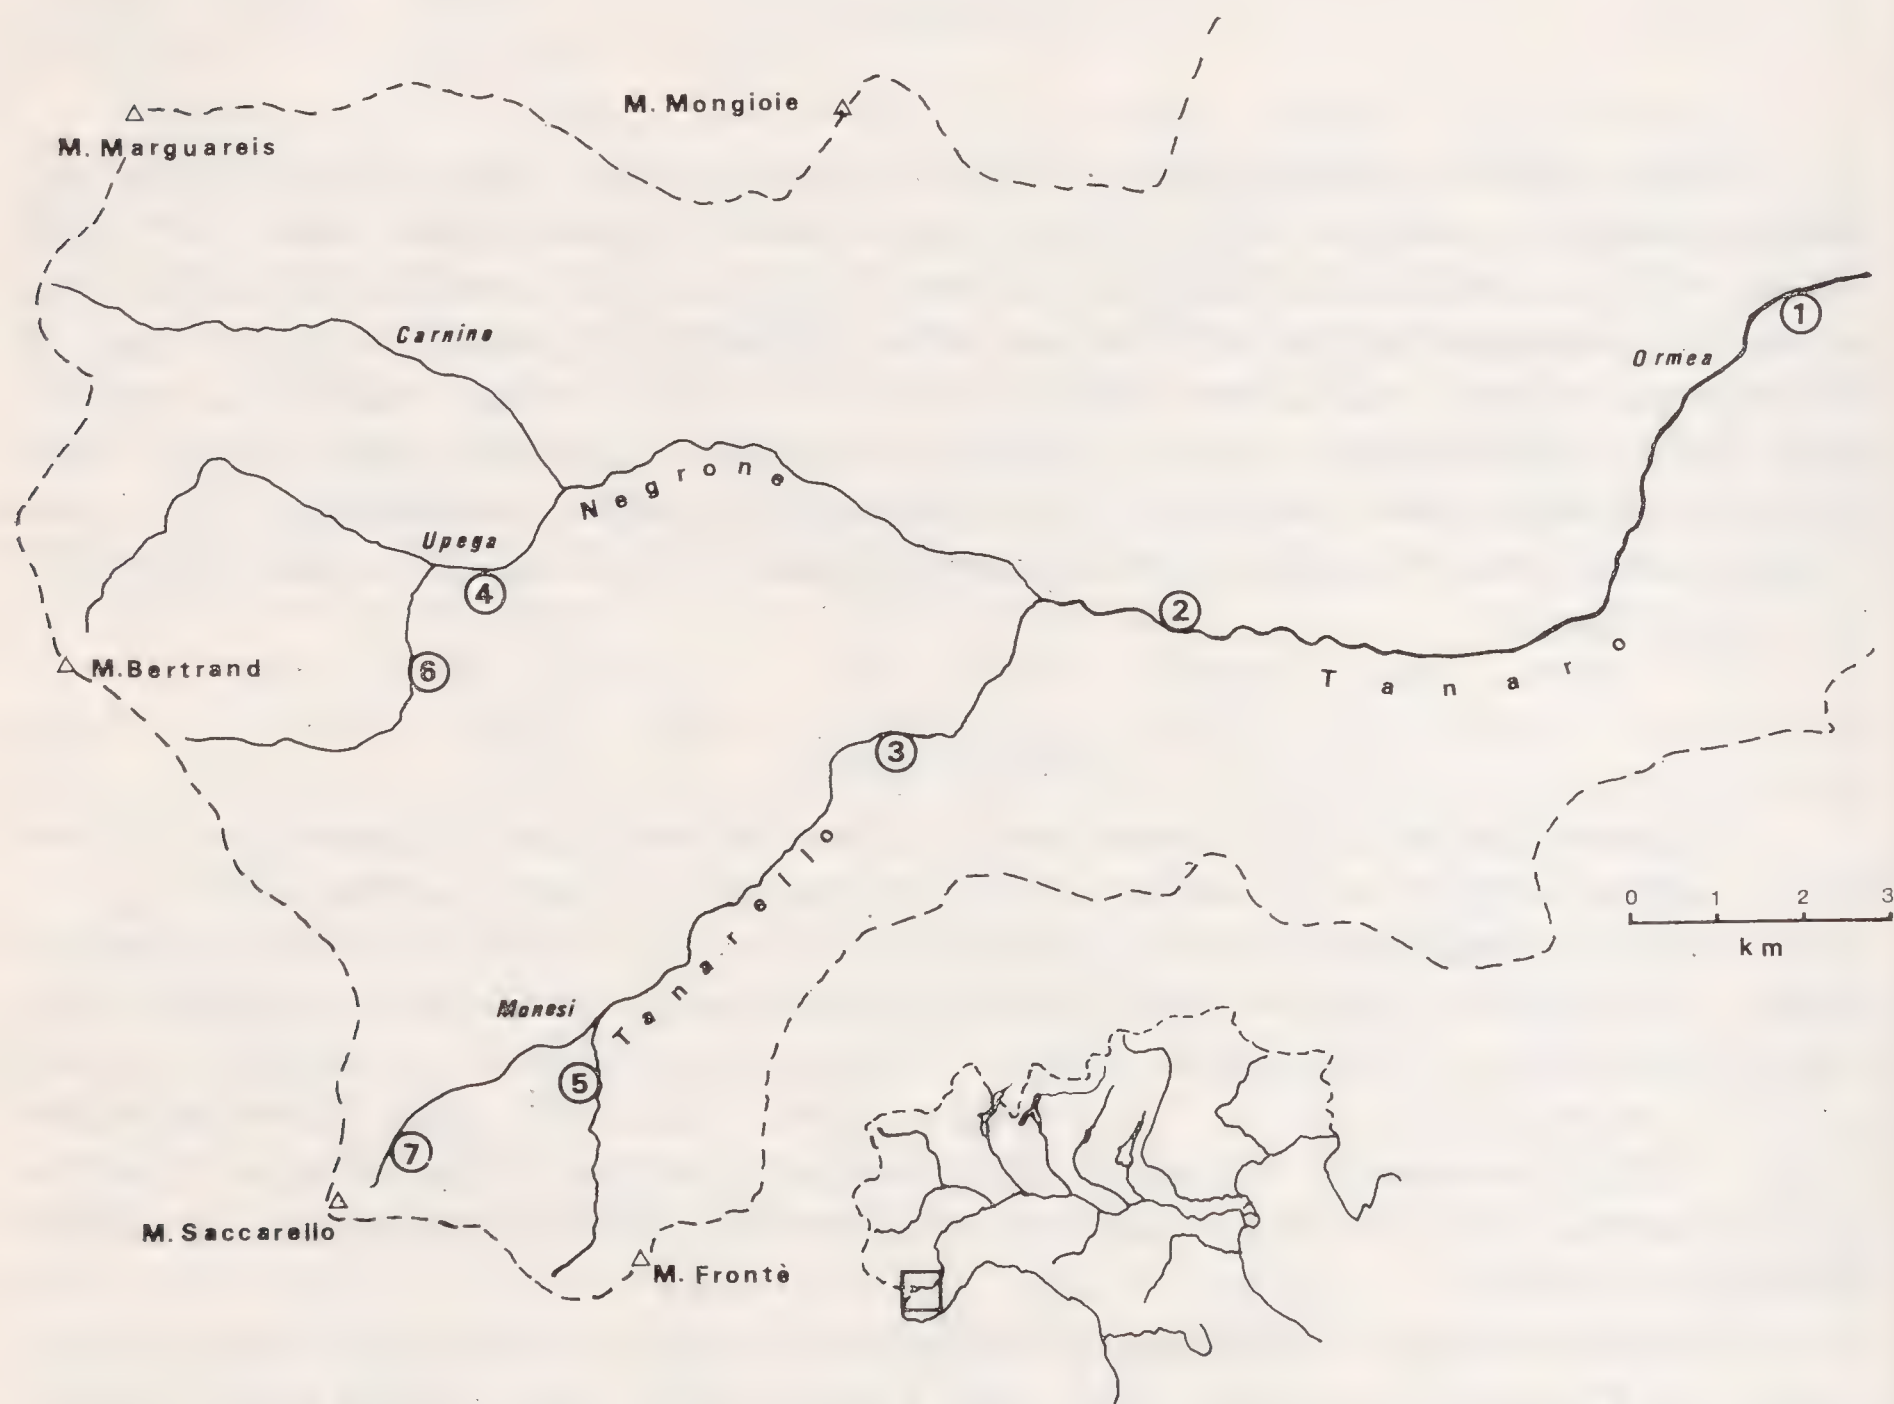 M. Mongioie
M. Marguareis
1
Carnino
Ormea
Negrone
Upega
4
2
M. Bertrand
6
Tanaro
3
Tanarello
0 1 2 3
km
Monesi
5
7
M. Saccarello
M. Frontè